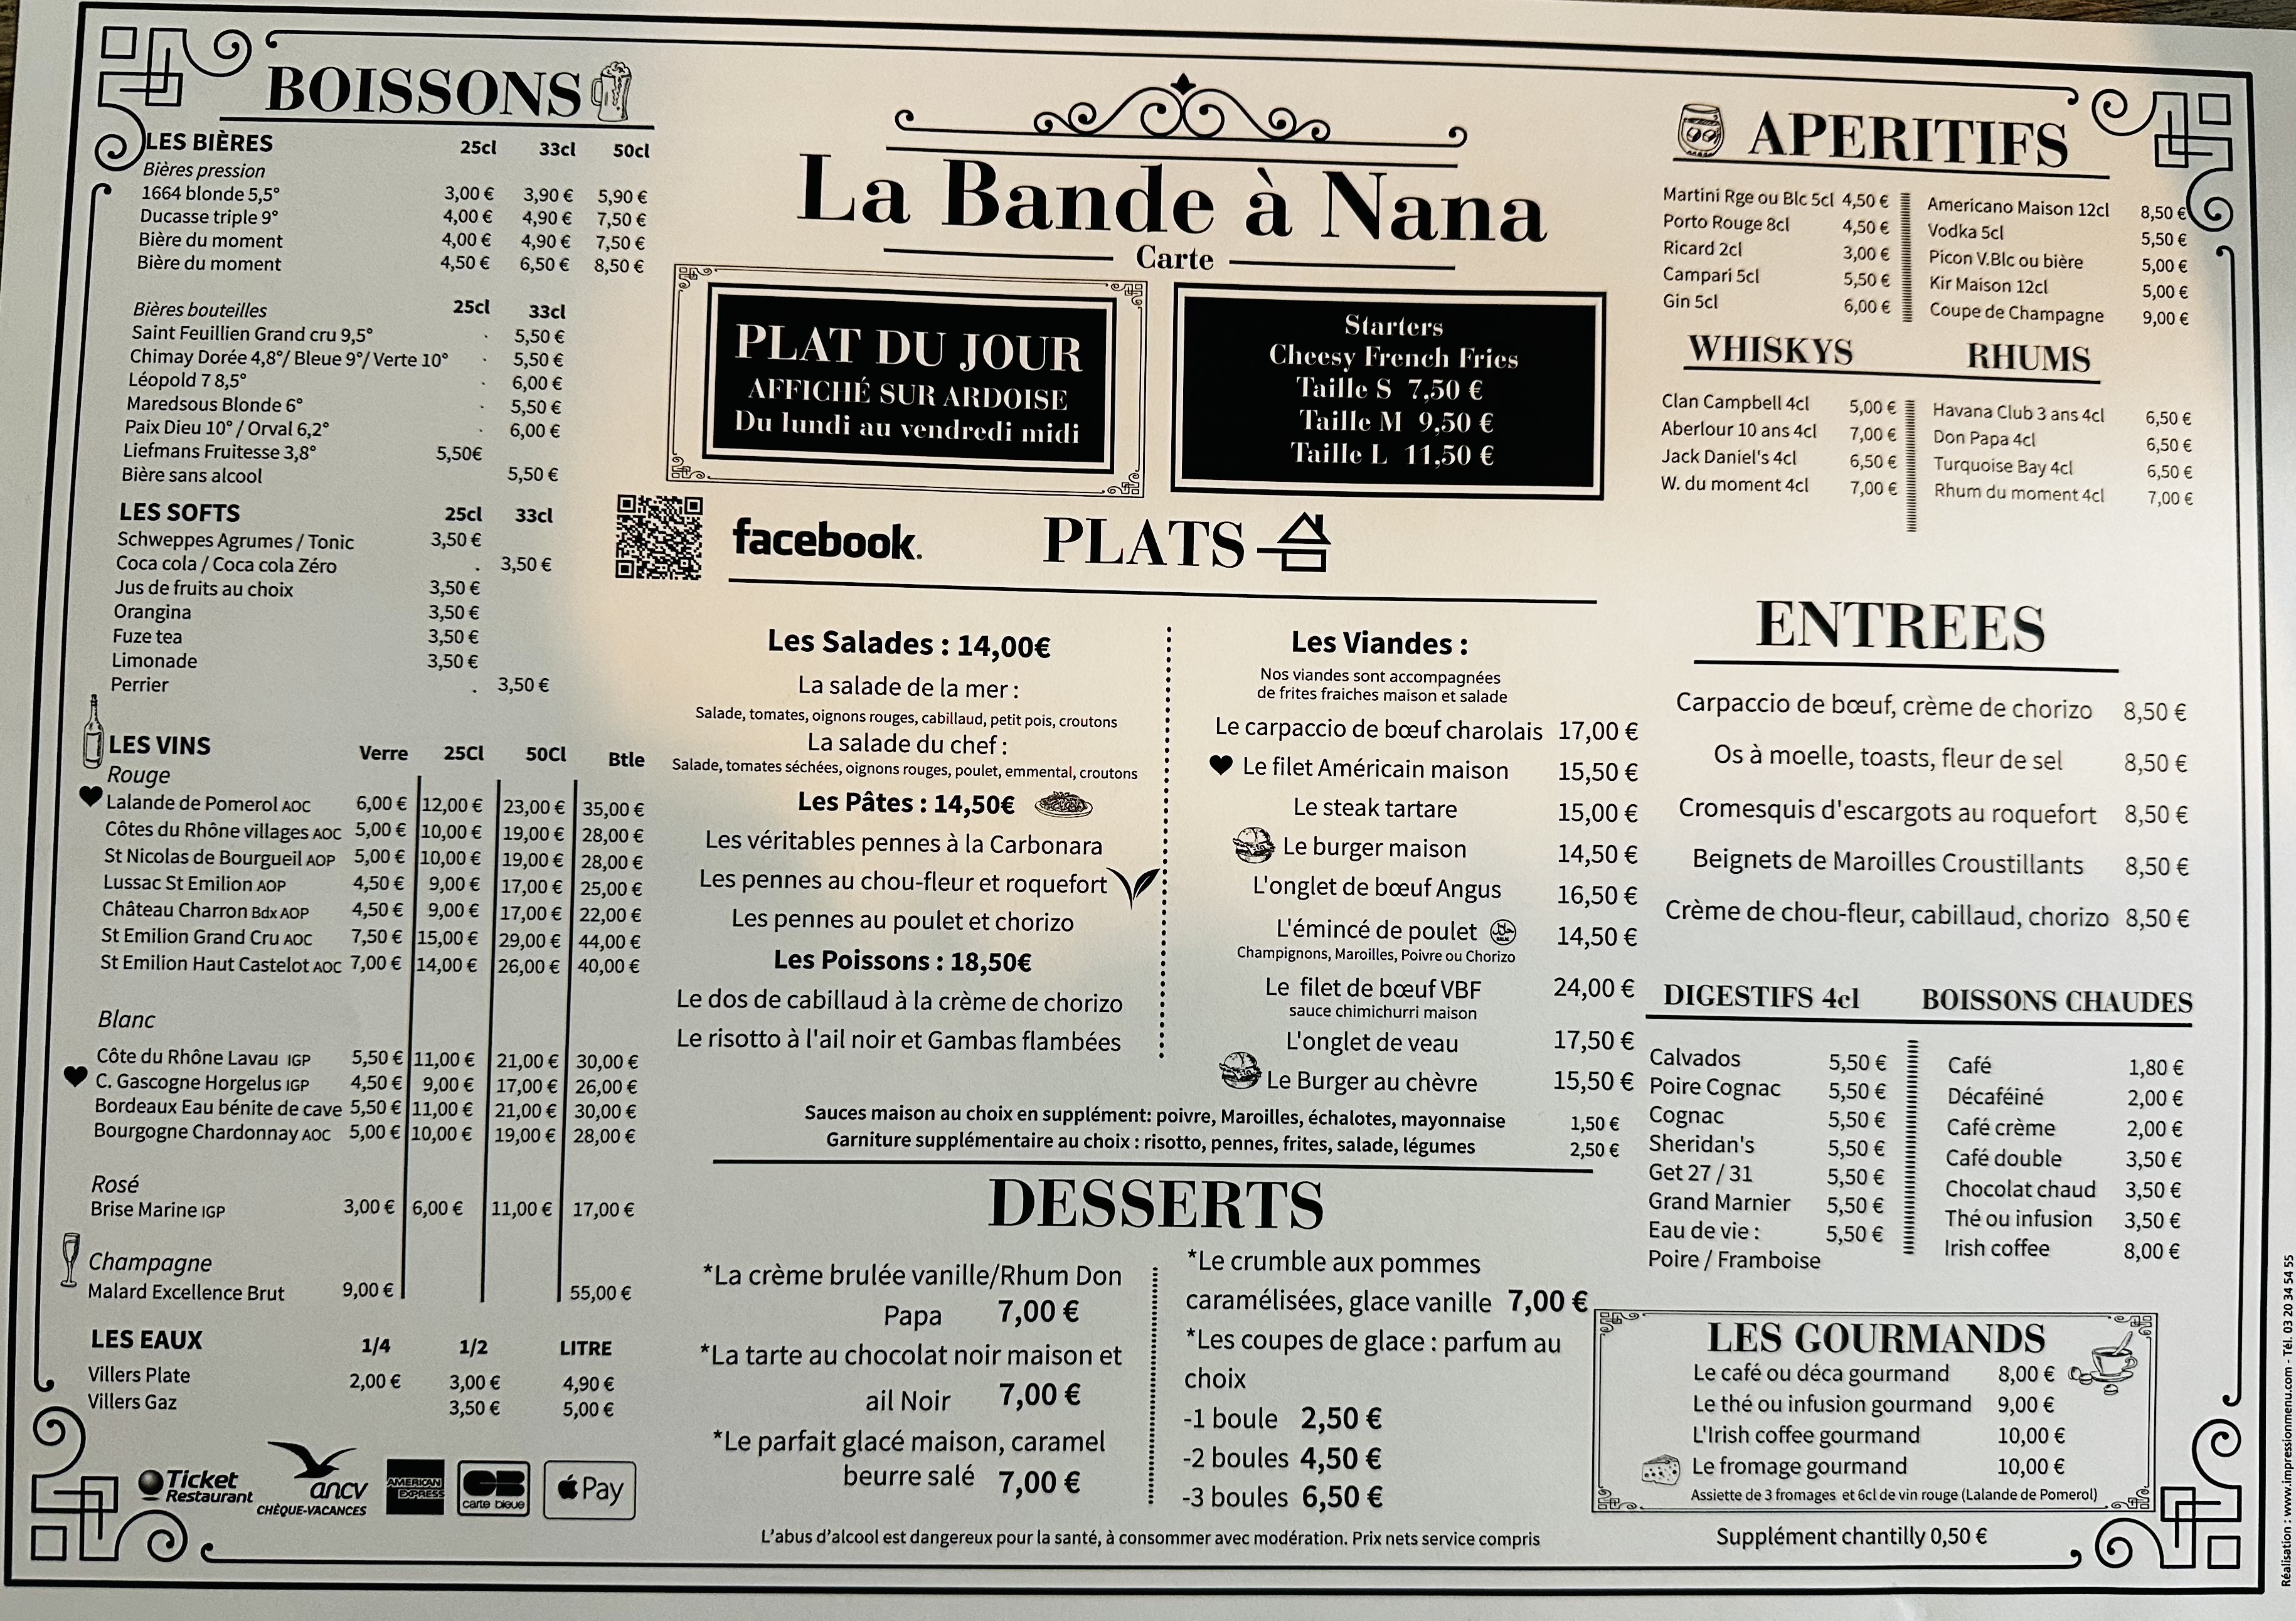 BOISSONS
LES BIÈRES 25cl 33cl 50cl
Bières pression
1664 blonde 5,5° 3,00 € 3,90 € 5,90 €
Ducasse triple 9° 4,00 € 4,90 € 7,50 €
Bière du moment 4,00 € 4,90 € 7,50 €
Bière du moment 4,50 € 6,50 € 8,50 €
Bières bouteilles 25cl 33cl
Saint Feuillien Grand cru 9,5° . 5,50 €
Chimay Dorée 4,8°/ Bleue 9°/ Verte 10° . 5,50 €
Léopold 7 8,5° . 6,00 €
Maredsous Blonde 6° . 5,50 €
Paix Dieu 10° / Orval 6,2° . 6,00 €
Liefmans Fruitesse 3,8° 5,50€
Bière sans alcool 5,50 €
LES SOFTS 25cl 33cl
Schweppes Agrumes / Tonic 3,50 €
Coca cola / Coca cola Zéro . 3,50 €
Jus de fruits au choix 3,50 €
Orangina 3,50 €
Fuze tea 3,50 €
Limonade 3,50 €
Perrier . 3,50 €
LES VINS Verre 25Cl 50Cl Btle
Rouge
Lalande de Pomerol AOC 6,00 € 12,00 € 23,00 € 35,00 €
Côtes du Rhône villages AOC 5,00 € 10,00 € 19,00 € 28,00 €
St Nicolas de Bourgueil AOP 5,00 € 10,00 € 19,00 € 28,00 €
Lussac St Emilion AOP 4,50 € 9,00 € 17,00 € 25,00 €
Château Charron Bdx AOP 4,50 € 9,00 € 17,00 € 22,00 €
St Emilion Grand Cru AOC 7,50 € 15,00 € 29,00 € 44,00 €
St Emilion Haut Castelot AOC 7,00 € 14,00 € 26,00 € 40,00 €
Blanc
Côte du Rhône Lavau IGP 5,50 € 11,00 € 21,00 € 30,00 €
C. Gascogne Horgelus IGP 4,50 € 9,00 € 17,00 € 26,00 €
Bordeaux Eau bénite de cave 5,50 € 11,00 € 21,00 € 30,00 €
Bourgogne Chardonnay AOC 5,00 € 10,00 € 19,00 € 28,00 €
Rosé
Brise Marine IGP 3,00 € 6,00 € 11,00 € 17,00 €
Champagne
Malard Excellence Brut 9,00 € 55,00 €
LES EAUX 1/4 1/2 LITRE
Villers Plate 2,00 € 3,00 € 4,90 €
Villers Gaz 3,50 € 5,00 €
Ticket
Restaurant
ancv
CHÈQUE-VACANCES
AMERICAN
EXPRESS
CB
carte bleue
Pay
La Bande à Nana
Carte
PLAT DU JOUR
AFFICHÉ SUR ARDOISE
Du lundi au vendredi midi
Starters
Cheesy French Fries
Taille S 7,50 €
Taille M 9,50 €
Taille L 11,50 €
facebook.
PLATS
Les Salades : 14,00€
La salade de la mer :
Salade, tomates, oignons rouges, cabillaud, petit pois, croutons
La salade du chef :
Salade, tomates séchées, oignons rouges, poulet, emmental, croutons
Les Pâtes : 14,50€
Les véritables pennes à la Carbonara
Les pennes au chou-fleur et roquefort
Les pennes au poulet et chorizo
Les Poissons : 18,50€
Le dos de cabillaud à la crème de chorizo
Le risotto à l'ail noir et Gambas flambées
Les Viandes :
Nos viandes sont accompagnées
de frites fraiches maison et salade
Le carpaccio de bœuf charolais 17,00 €
Le filet Américain maison 15,50 €
Le steak tartare 15,00 €
Le burger maison 14,50 €
L'onglet de bœuf Angus 16,50 €
L'émincé de poulet 14,50 €
Champignons, Maroilles, Poivre ou Chorizo
Le filet de bœuf VBF 24,00 €
sauce chimichurri maison
L'onglet de veau 17,50 €
Le Burger au chèvre 15,50 €
Sauces maison au choix en supplément: poivre, Maroilles, échalotes, mayonnaise 1,50 €
Garniture supplémentaire au choix : risotto, pennes, frites, salade, légumes 2,50 €
DESSERTS
*La crème brulée vanille/Rhum Don
Papa 7,00 €
*La tarte au chocolat noir maison et
ail Noir 7,00 €
*Le parfait glacé maison, caramel
beurre salé 7,00 €
*Le crumble aux pommes
caramélisées, glace vanille 7,00 €
*Les coupes de glace : parfum au
choix
-1 boule 2,50 €
-2 boules 4,50 €
-3 boules 6,50 €
L'abus d'alcool est dangereux pour la santé, à consommer avec modération. Prix nets service compris
APERITIFS
Martini Rge ou Blc 5cl 4,50 €
Porto Rouge 8cl 4,50 €
Ricard 2cl 3,00 €
Campari 5cl 5,50 €
Gin 5cl 6,00 €
Americano Maison 12cl 8,50 €
Vodka 5cl 5,50 €
Picon V.Blc ou bière 5,00 €
Kir Maison 12cl 5,00 €
Coupe de Champagne 9,00 €
WHISKYS
Clan Campbell 4cl 5,00 €
Aberlour 10 ans 4cl 7,00 €
Jack Daniel's 4cl 6,50 €
W. du moment 4cl 7,00 €
RHUMS
Havana Club 3 ans 4cl 6,50 €
Don Papa 4cl 6,50 €
Turquoise Bay 4cl 6,50 €
Rhum du moment 4cl 7,00 €
ENTREES
Carpaccio de bœuf, crème de chorizo 8,50 €
Os à moelle, toasts, fleur de sel 8,50 €
Cromesquis d'escargots au roquefort 8,50 €
Beignets de Maroilles Croustillants 8,50 €
Crème de chou-fleur, cabillaud, chorizo 8,50 €
DIGESTIFS 4cl
Calvados 5,50 €
Poire Cognac 5,50 €
Cognac 5,50 €
Sheridan's 5,50 €
Get 27 / 31 5,50 €
Grand Marnier 5,50 €
Eau de vie : 5,50 €
Poire / Framboise
BOISSONS CHAUDES
Café 1,80 €
Décaféiné 2,00 €
Café crème 2,00 €
Café double 3,50 €
Chocolat chaud 3,50 €
Thé ou infusion 3,50 €
Irish coffee 8,00 €
LES GOURMANDS
Le café ou déca gourmand 8,00 €
Le thé ou infusion gourmand 9,00 €
L'Irish coffee gourmand 10,00 €
Le fromage gourmand 10,00 €
Assiette de 3 fromages et 6cl de vin rouge (Lalande de Pomerol)
Supplément chantilly 0,50 €
Réalisation : www.impressionmenu.com - Tél. 03 20 34 54 55